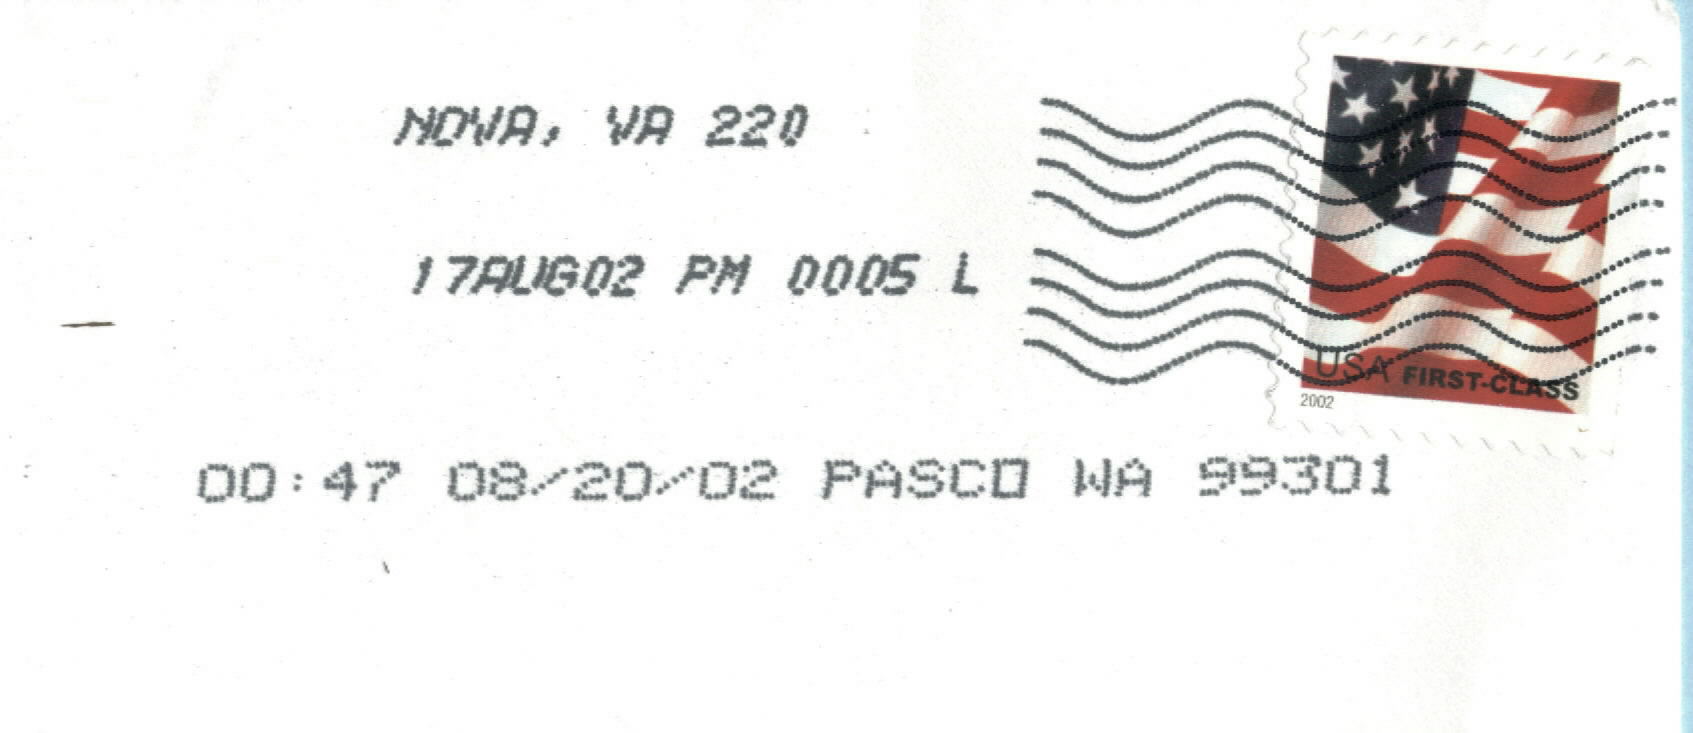 NOVA, VA 220
17AUG02 PM 0005 L
USA FIRST-CLASS
2002
00:47 08/20/02 PASCO WA 99301